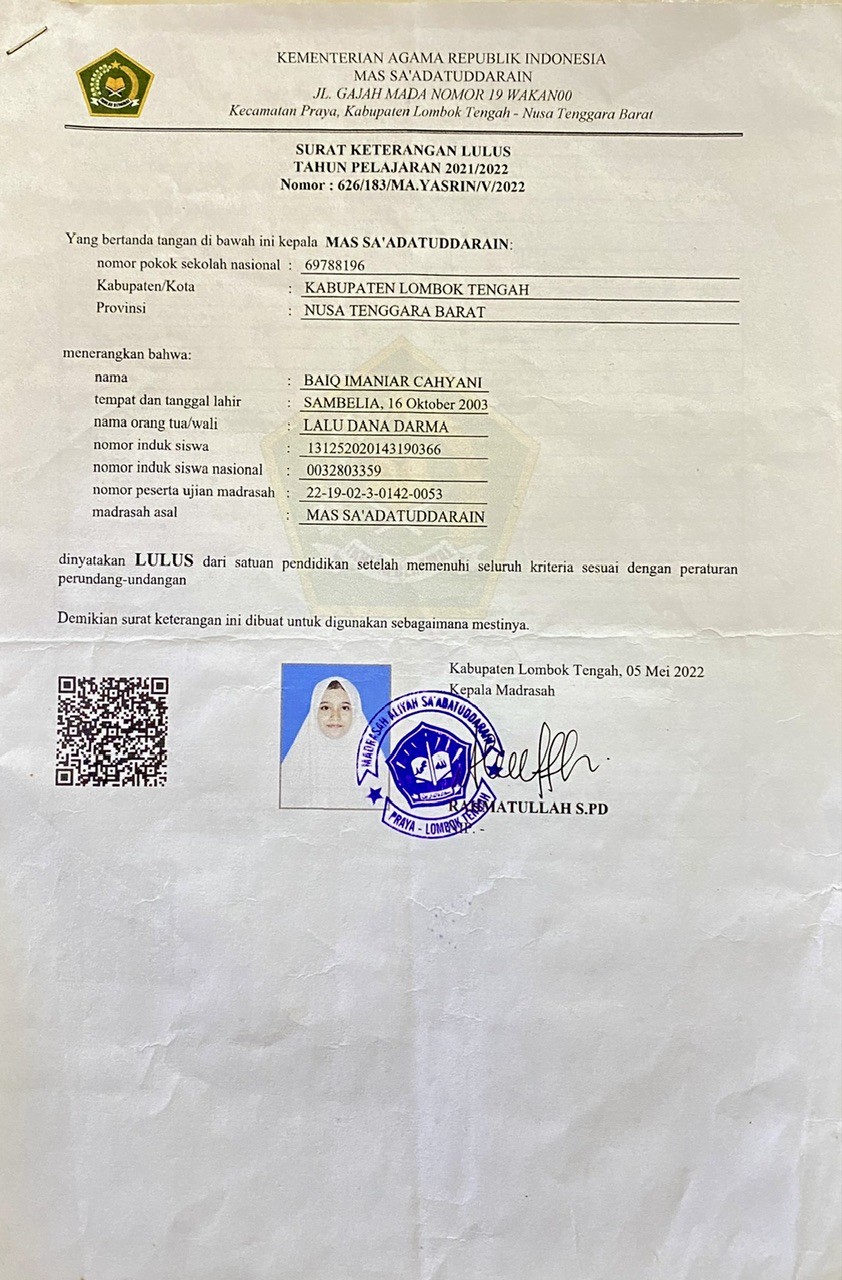 KEMENTERIAN AGAMA REPUBLIK INDONESIA
MAS SA'ADATUDDARAIN
JL. GAJAH MADA NOMOR 19 WAKAN00
Kecamatan Praya, Kabupaten Lombok Tengah - Nusa Tenggara Barat
SURAT KETERANGAN LULUS
TAHUN PELAJARAN 2021/2022
Nomor : 626/183/MA.YASRIN/V/2022
Yang bertanda tangan di bawah ini kepala MAS SA'ADATUDDARAIN:
nomor pokok sekolah nasional : 69788196
Kabupaten/Kota : KABUPATEN LOMBOK TENGAH
Provinsi : NUSA TENGGARA BARAT
menerangkan bahwa:
nama : BAIQ IMANIAR CAHYANI
tempat dan tanggal lahir : SAMBELIA, 16 Oktober 2003
nama orang tua/wali : LALU DANA DARMA
nomor induk siswa : 131252020143190366
nomor induk siswa nasional : 0032803359
nomor peserta ujian madrasah : 22-19-02-3-0142-0053
madrasah asal : MAS SA'ADATUDDARAIN
dinyatakan LULUS dari satuan pendidikan setelah memenuhi seluruh kriteria sesuai dengan peraturan
perundang-undangan
Demikian surat keterangan ini dibuat untuk digunakan sebagaimana mestinya.
Kabupaten Lombok Tengah, 05 Mei 2022
Kepala Madrasah
MADRASAH ALIYAH SA'ADATUDDARAIN
PRAYA - LOMBOK TENGAH
RAHMATULLAH S.PD
NIP. -